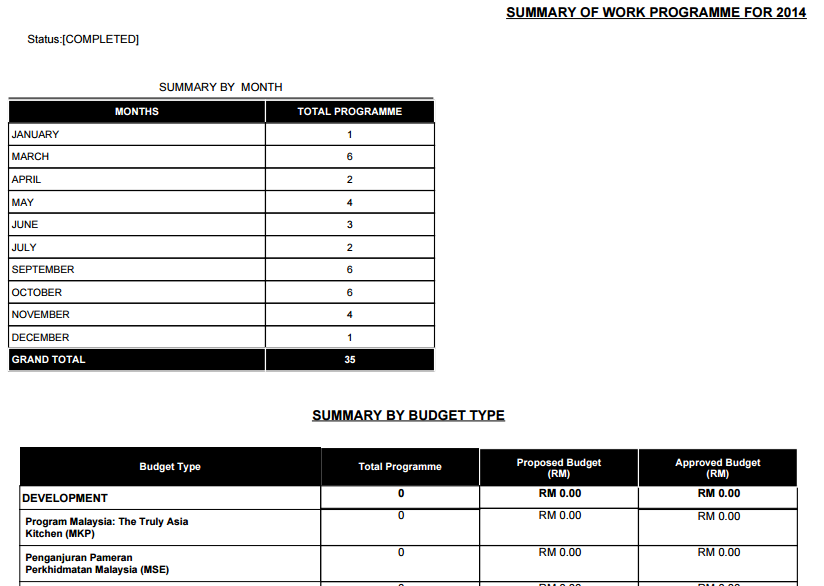 SUMMARY OF WORK PROGRAMME FOR 2014
Status:[COMPLETED]
SUMMARY BY MONTH
MONTHS TOTAL PROGRAMME
JANUARY 1
MARCH 6
APRIL 2
MAY 4
JUNE 3
JULY 2
SEPTEMBER 6
OCTOBER 6
NOVEMBER 4
DECEMBER 1
GRAND TOTAL 35
SUMMARY BY BUDGET TYPE
Budget Type Total Programme Proposed Budget (RM) Approved Budget (RM)
DEVELOPMENT 0 RM 0.00 RM 0.00
Program Malaysia: The Truly Asia 0 RM 0.00 RM 0.00
Kitchen (MKP)
Penganjuran Pameran 0 RM 0.00 RM 0.00
Perkhidmatan Malaysia (MSE)